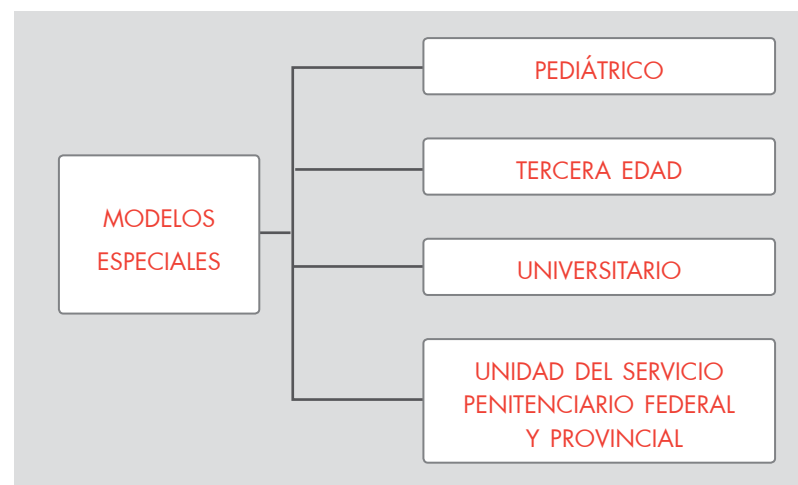 MODELOS
ESPECIALES
PEDIÁTRICO
TERCERA EDAD
UNIVERSITARIO
UNIDAD DEL SERVICIO
PENITENCIARIO FEDERAL
Y PROVINCIAL